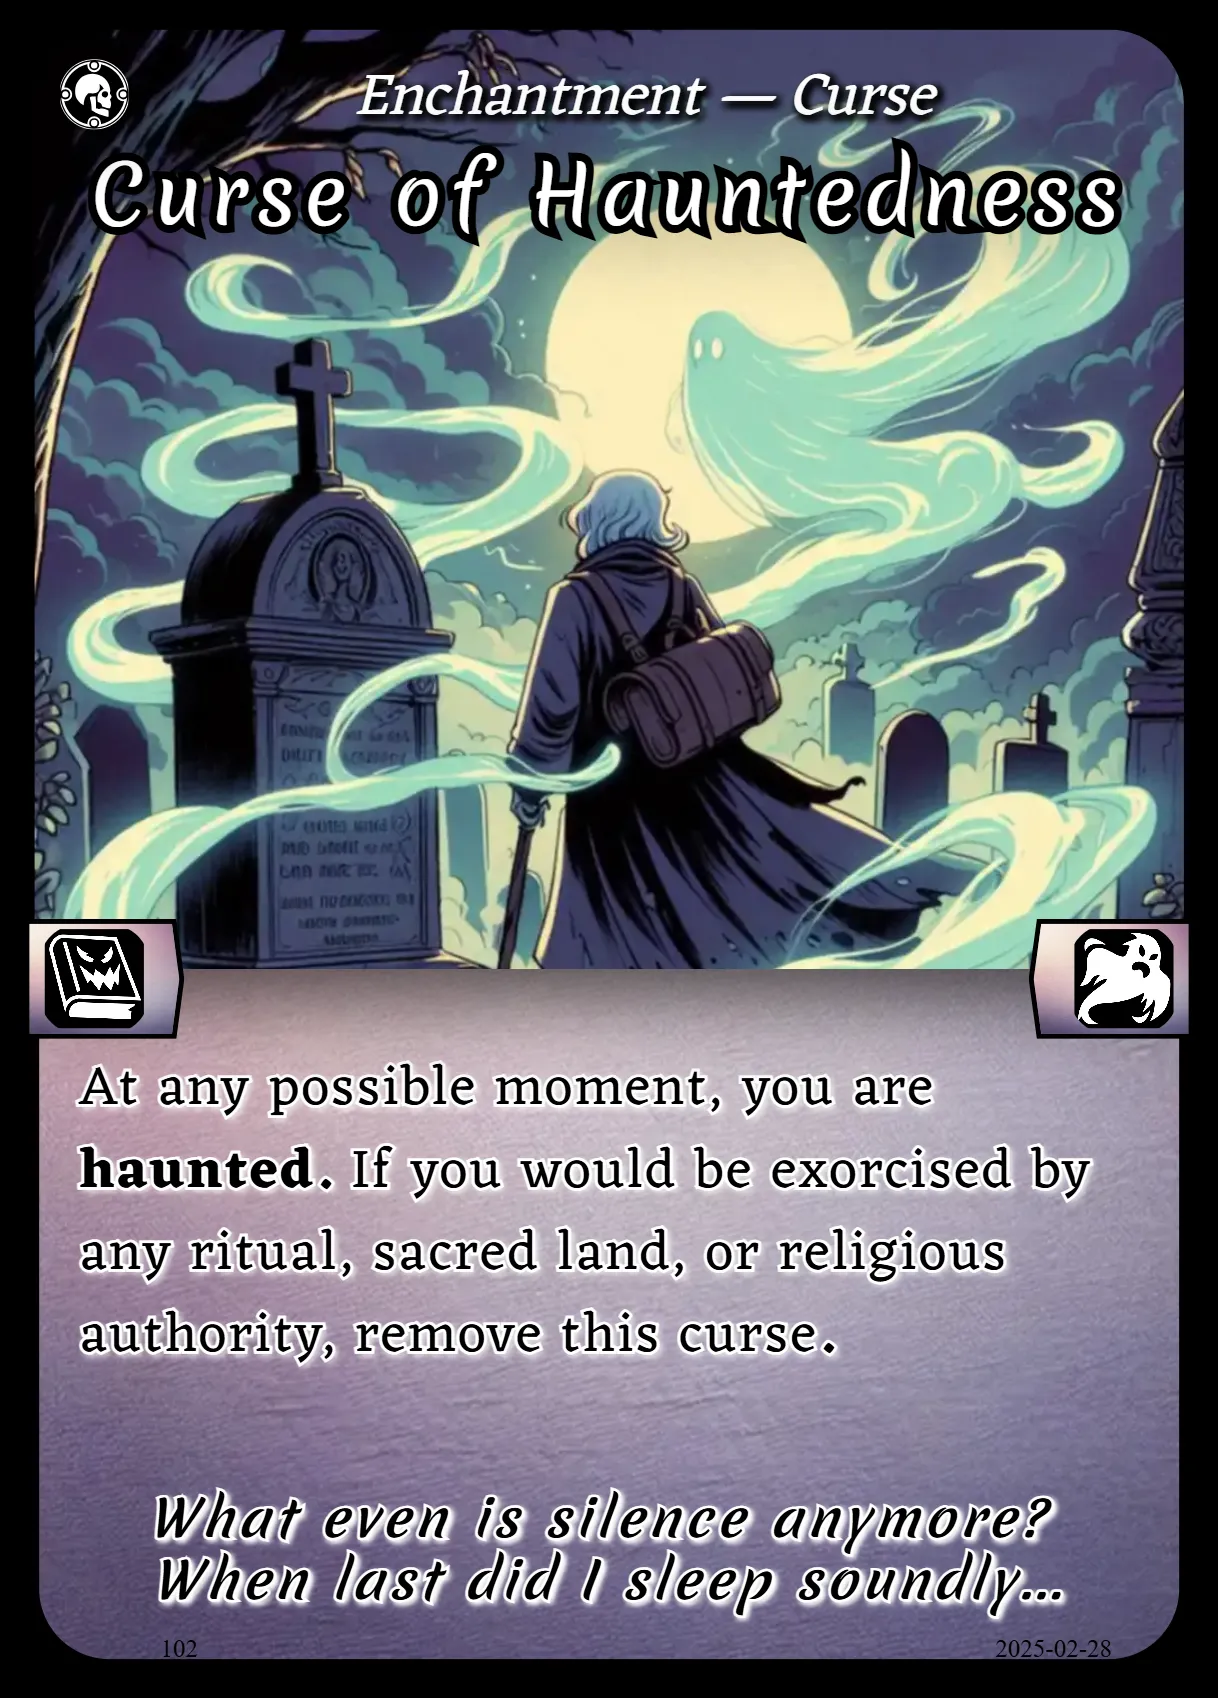 Enchantment — Curse
Curse of Hauntedness
At any possible moment, you are
haunted. If you would be exorcised by
any ritual, sacred land, or religious
authority, remove this curse.
What even is silence anymore?
When last did I sleep soundly...
102
2025-02-28